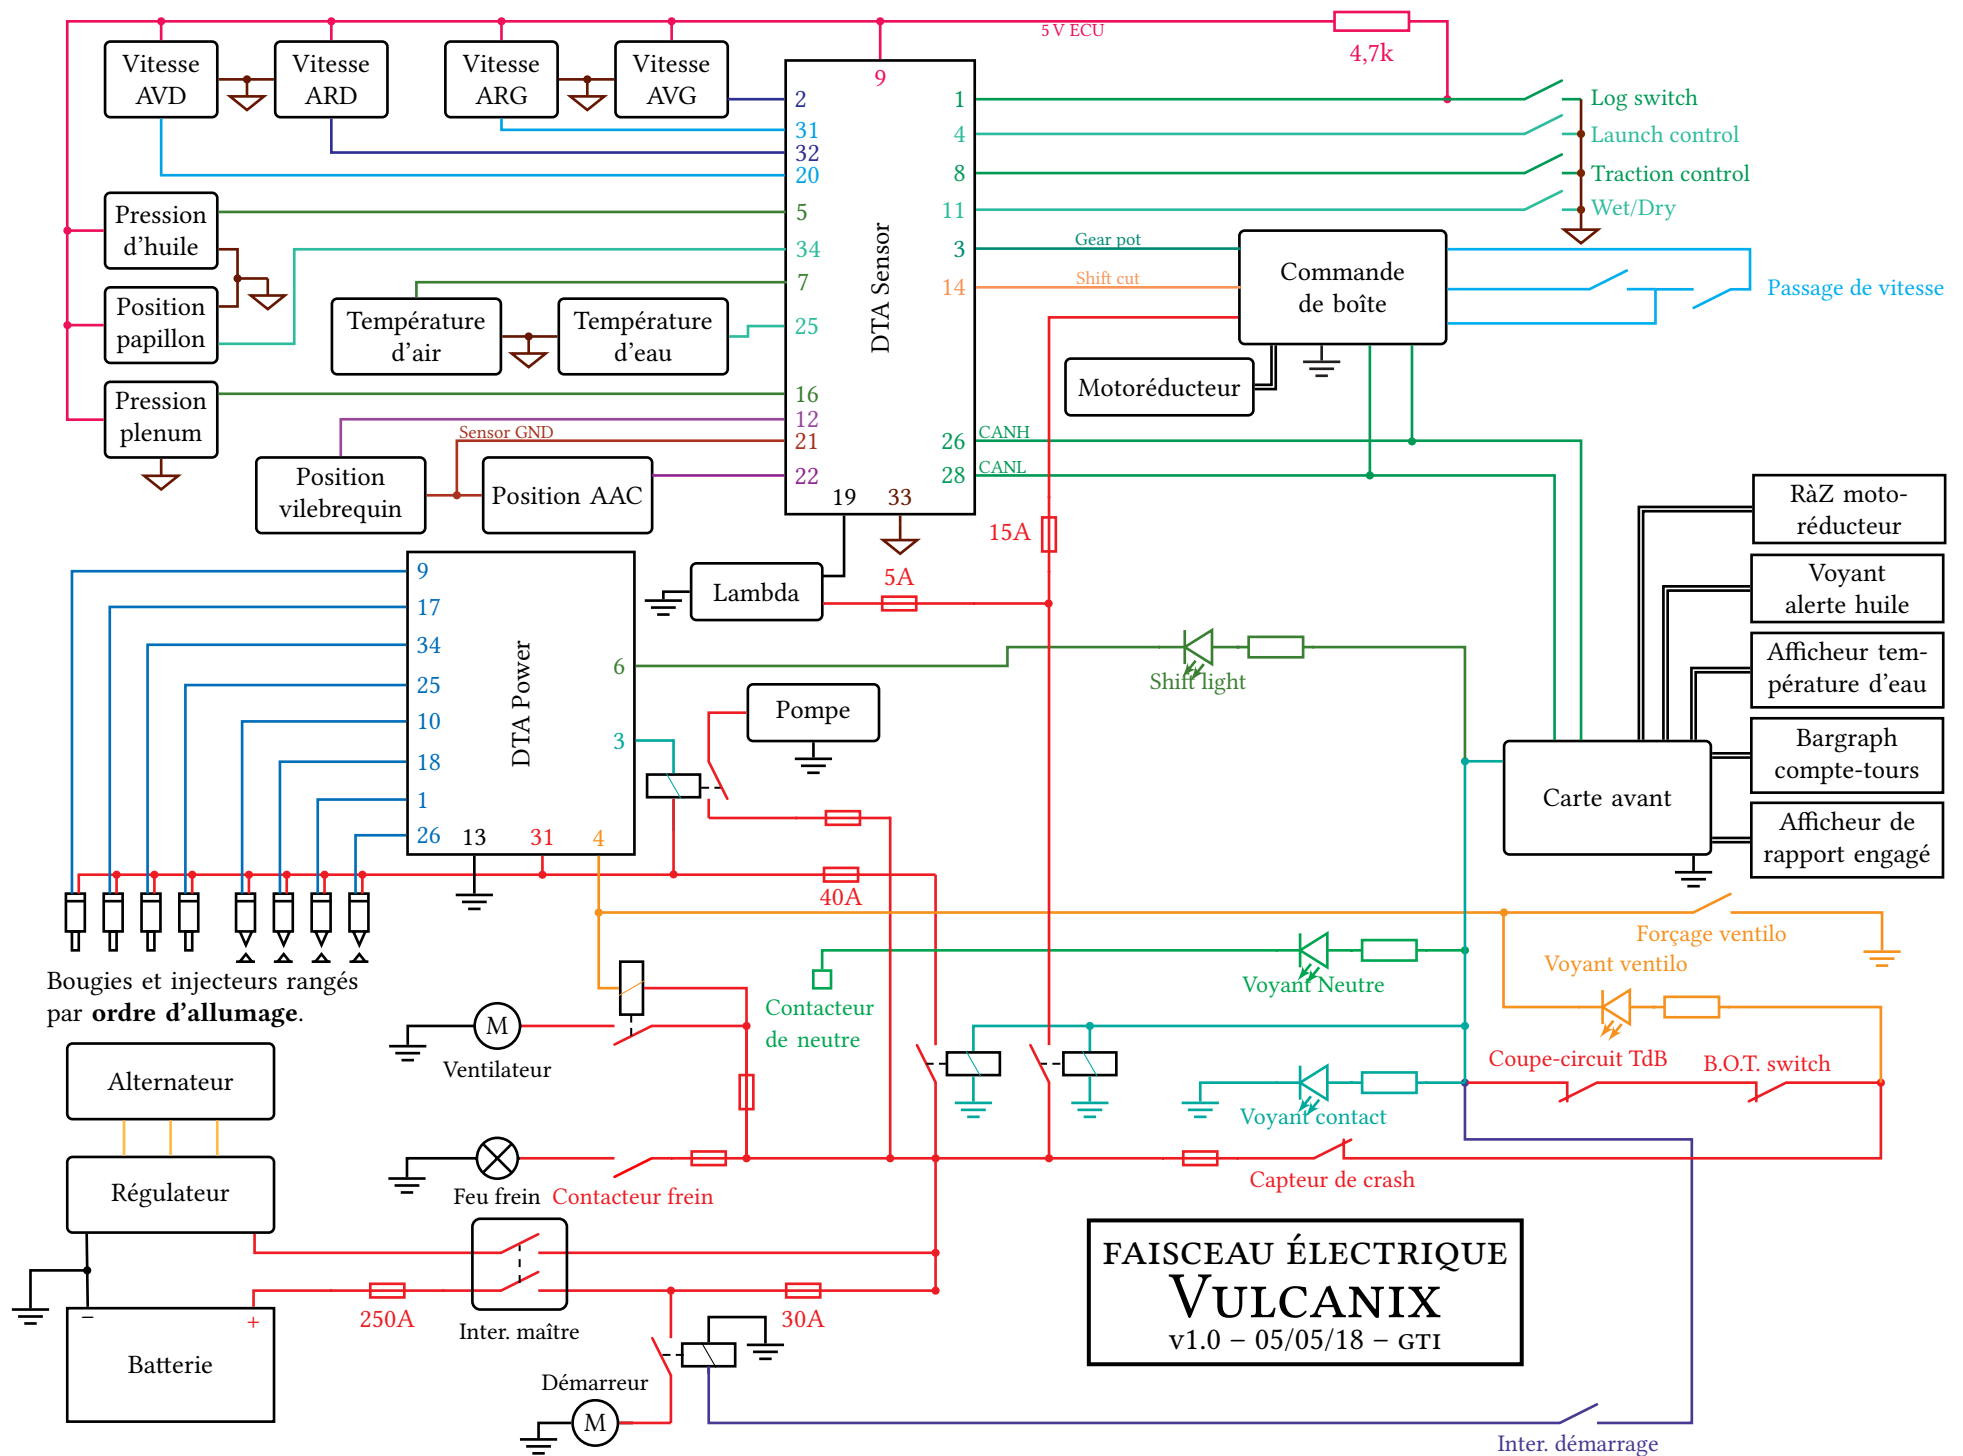 5 V ECU
4,7k
Vitesse
AVD
Vitesse
ARD
Vitesse
ARG
Vitesse
AVG
9
2
31
32
20
5
34
7
25
16
12
21
22
19
33
1
4
8
11
3
14
26
28
DTA Sensor
Log switch
Launch control
Traction control
Wet/Dry
Gear pot
Shift cut
CANH
CANL
Pression
d'huile
Position
papillon
Pression
plenum
Température
d'air
Température
d'eau
Sensor GND
Position
vilebrequin
Position AAC
Commande
de boîte
Passage de vitesse
Motoréducteur
15A
5A
Lambda
RàZ moto-
réducteur
Voyant
alerte huile
Afficheur tem-
pérature d'eau
Bargraph
compte-tours
Afficheur de
rapport engagé
Carte avant
9
17
34
25
10
18
1
26
13
31
4
6
3
DTA Power
Shift light
Pompe
40A
Bougies et injecteurs rangés
par ordre d'allumage.
M
Ventilateur
Contacteur
de neutre
Voyant Neutre
Forçage ventilo
Voyant ventilo
Coupe-circuit TdB
B.O.T. switch
Voyant contact
Capteur de crash
Alternateur
Régulateur
Feu frein
Contacteur frein
−
+
Batterie
250A
Inter. maître
30A
Démarreur
M
Inter. démarrage
FAISCEAU ÉLECTRIQUE
VULCANIX
v1.0 – 05/05/18 – GTI